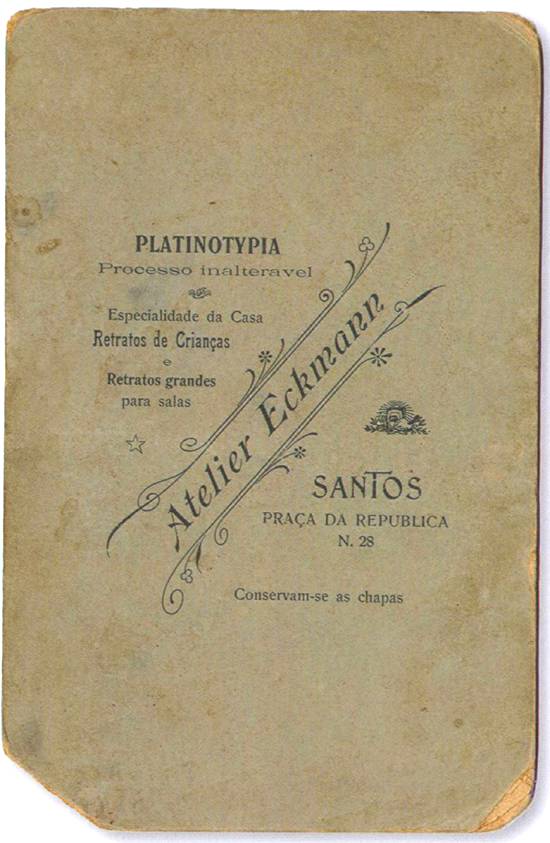 PLATINOTYPIA
Processo inalteravel
Especialidade da Casa
Retratos de Crianças
e
Retratos grandes
para salas
Atelier Eckmann
SANTOS
PRAÇA DA REPUBLICA
N. 28
Conservam-se as chapas